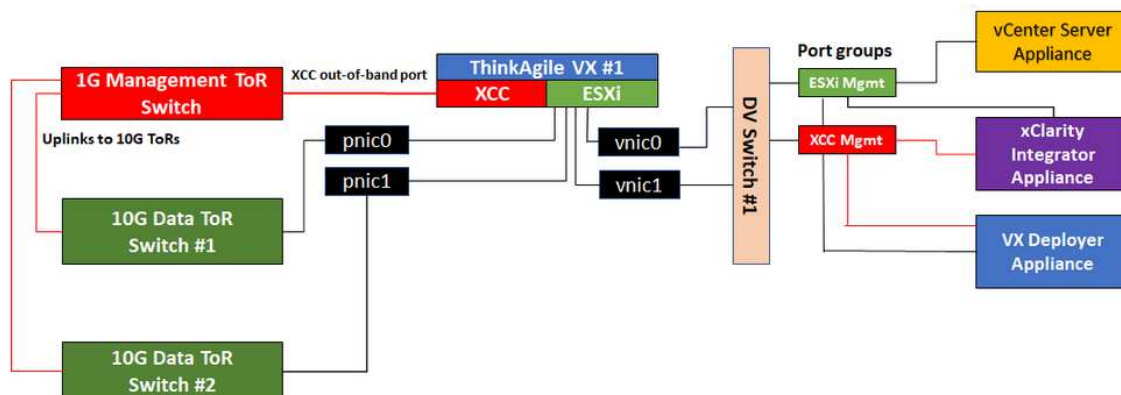 1G Management ToR
Switch
Uplinks to 10G ToRs
10G Data ToR
Switch #1
10G Data ToR
Switch #2
XCC out-of-band port
ThinkAgile VX #1
XCC
ESXi
pnic0
pnic1
vnic0
vnic1
DV Switch #1
Port groups
ESXi Mgmt
XCC Mgmt
vCenter Server
Appliance
xClarity
Integrator
Appliance
VX Deployer
Appliance